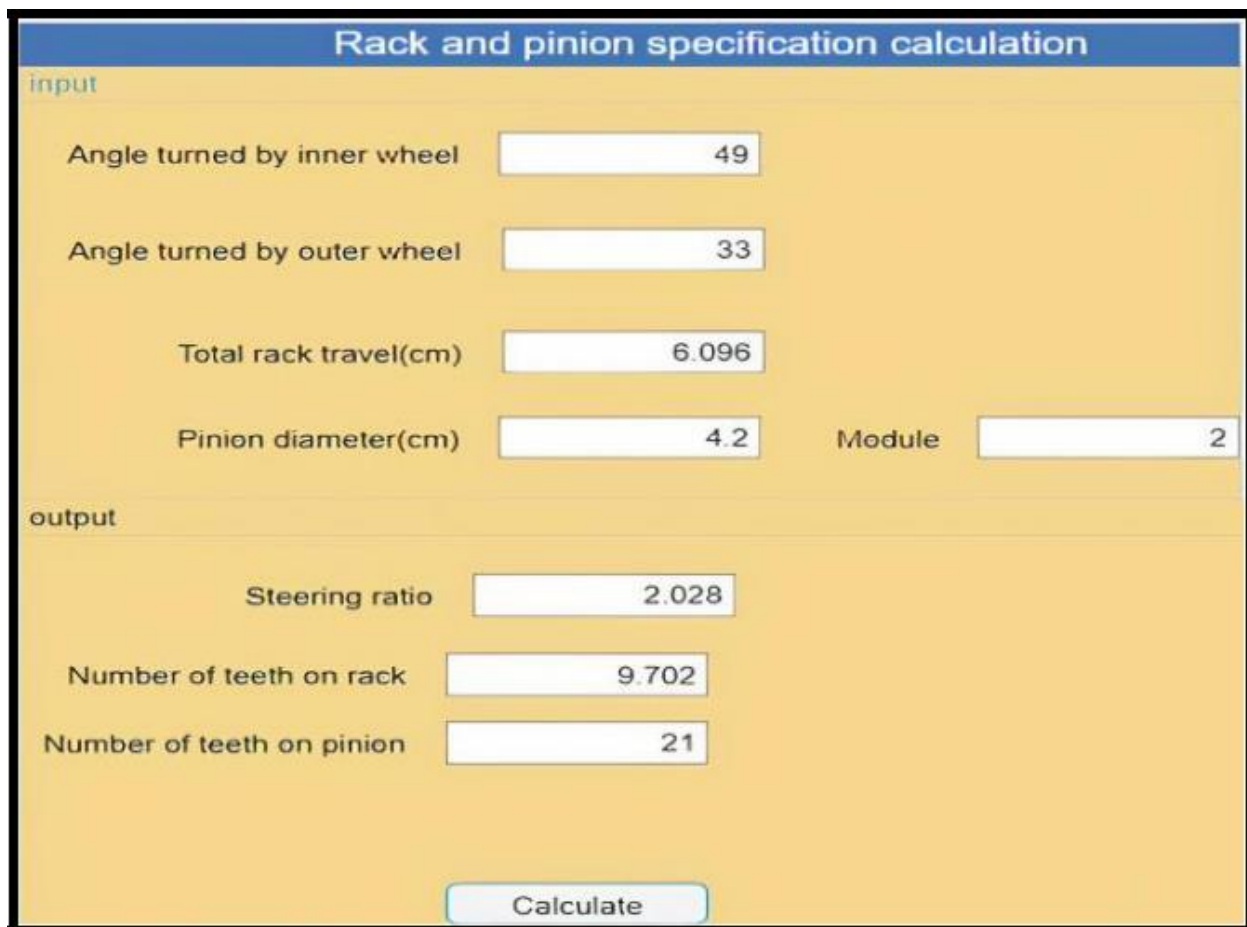 Rack and pinion specification calculation
input
Angle turned by inner wheel 49
Angle turned by outer wheel 33
Total rack travel(cm) 6.096
Pinion diameter(cm) 4.2 Module 2
output
Steering ratio 2.028
Number of teeth on rack 9.702
Number of teeth on pinion 21
Calculate